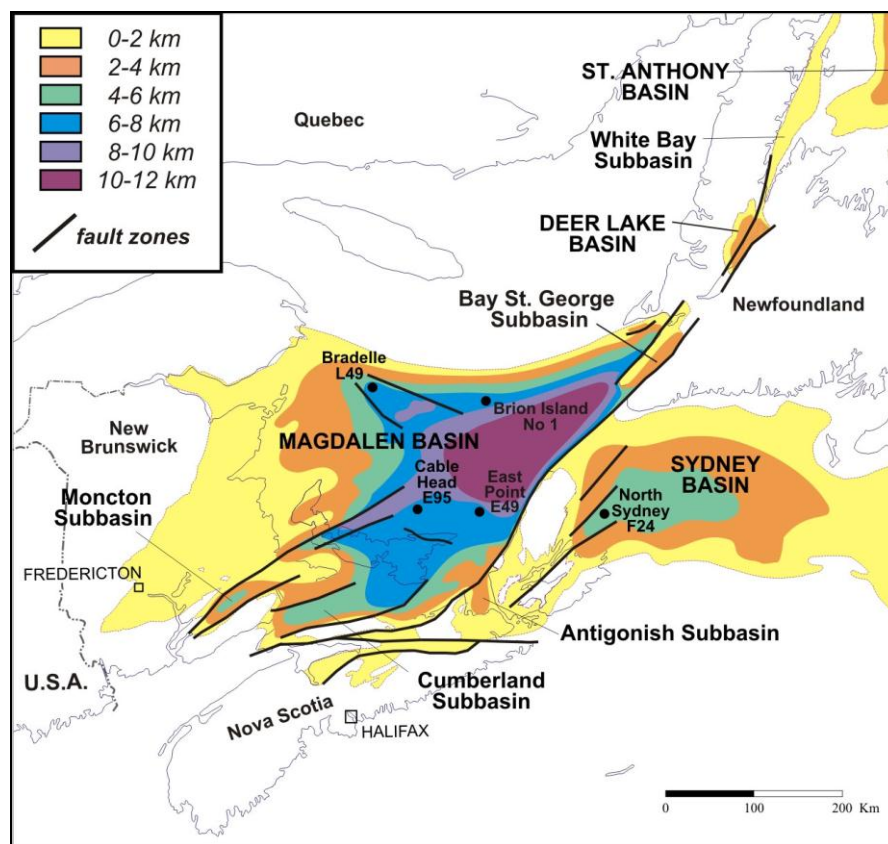 0-2 km
2-4 km
4-6 km
6-8 km
8-10 km
10-12 km
fault zones
Quebec
ST. ANTHONY
BASIN
White Bay
Subbasin
DEER LAKE
BASIN
Bay St. George
Subbasin
Newfoundland
Bradelle
L49
Brion Island
No 1
New
Brunswick
MAGDALEN BASIN
Cable
Head
E95
East
Point
E49
SYDNEY
BASIN
North
Sydney
F24
Moncton
Subbasin
FREDERICTON
Antigonish Subbasin
U.S.A.
Cumberland
Subbasin
Nova Scotia
HALIFAX
0 100 200 Km